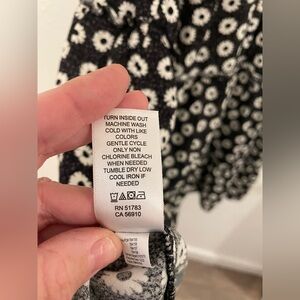 TURN INSIDE OUT
MACHINE WASH
COLD WITH LIKE
COLORS
GENTLE CYCLE
ONLY NON
CHLORINE BLEACH
WHEN NEEDED
TUMBLE DRY LOW
COOL IRON IF
NEEDED
RN 51783
CA 56910